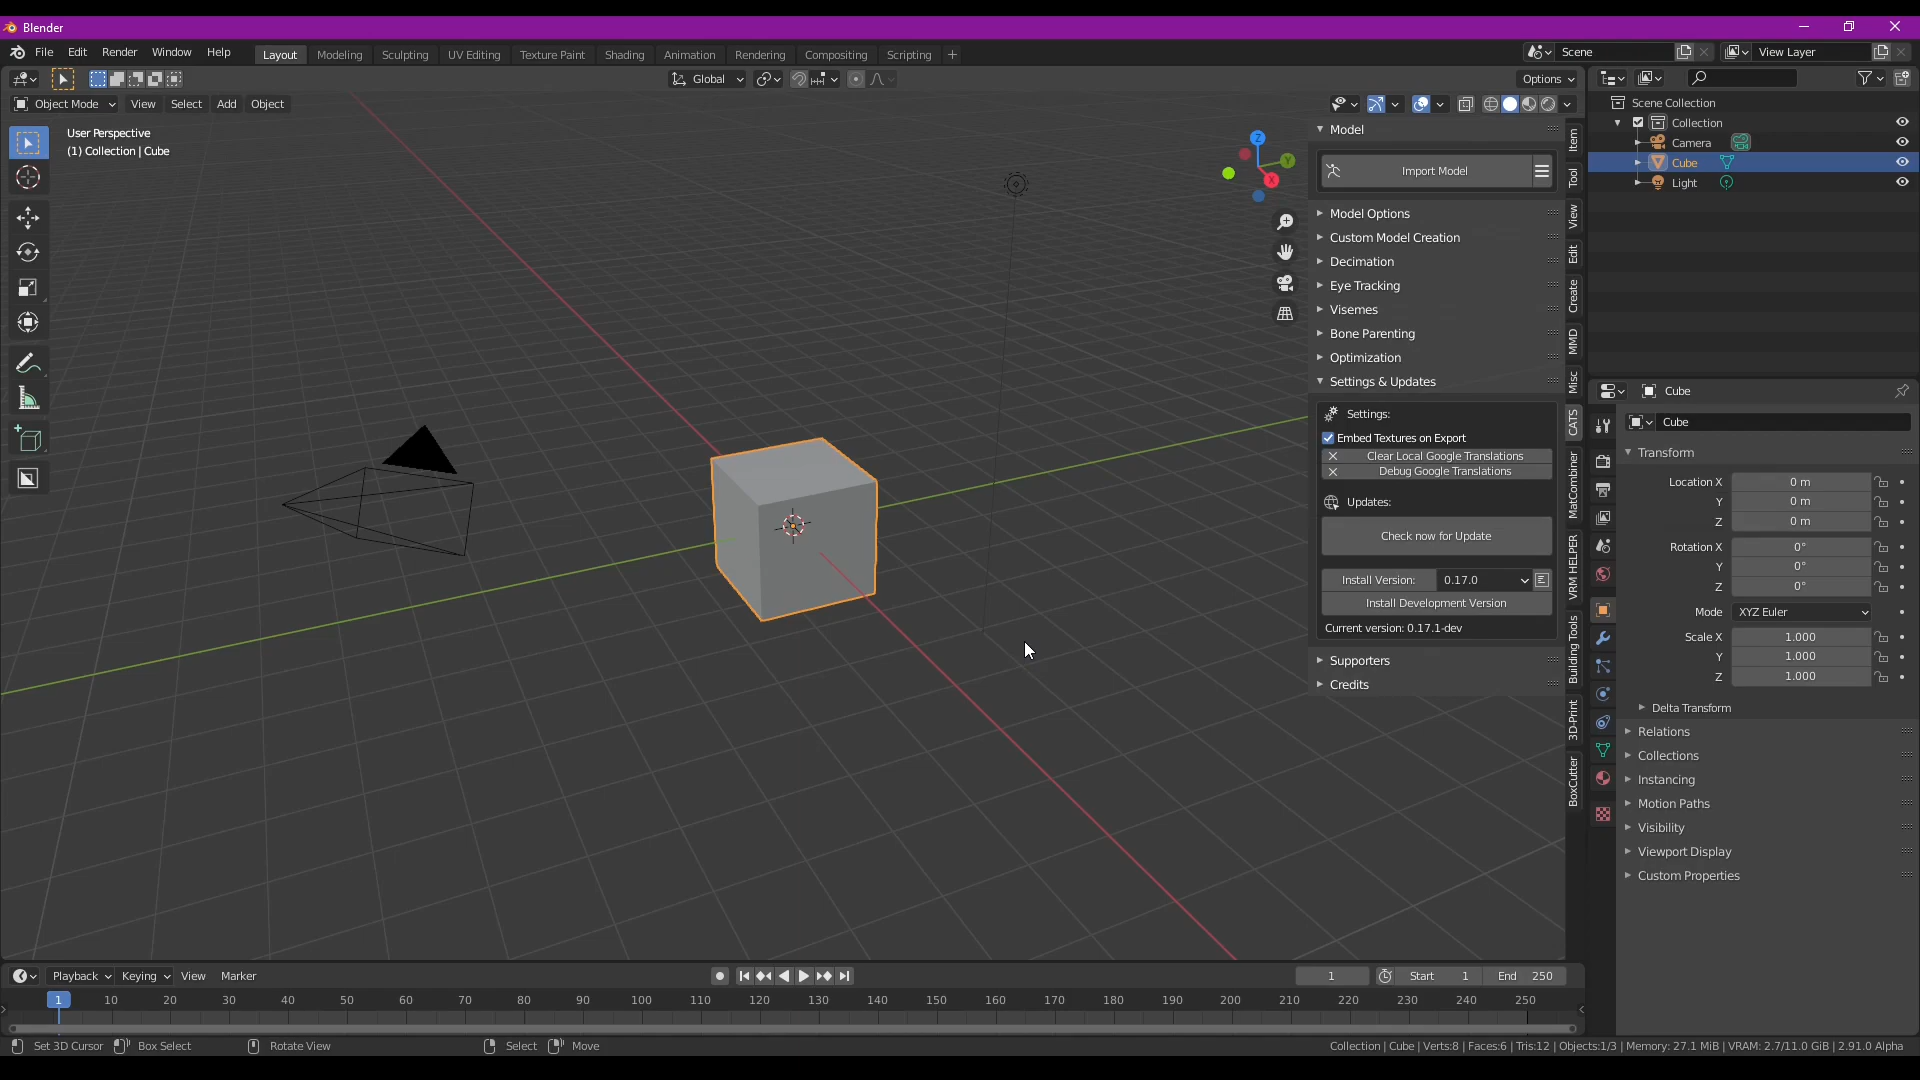 Blender
File Edit Render Window Help Layout Modeling Sculpting UV Editing Texture Paint Shading Animation Rendering Compositing Scripting + Scene View Layer
Global Options
Object Mode View Select Add Object
User Perspective
(1) Collection | Cube
Z
Y
X
Model
Import Model
Model Options
Custom Model Creation
Decimation
Eye Tracking
Visemes
Bone Parenting
Optimization
Settings & Updates
Settings:
Embed Textures on Export
Clear Local Google Translations
Debug Google Translations
Updates:
Check now for Update
Install Version: 0.17.0
Install Development Version
Current version: 0.17.1-dev
Supporters
Credits
Item
Tool
View
Edit
Create
MMD
Misc
CATS
MatCombiner
VRM HELPER
Building Tools
3D-Print
BoxCutter
Scene Collection
Collection
Camera
Cube
Light
Cube
Cube
Transform
Location X 0 m
Y 0 m
Z 0 m
Rotation X 0°
Y 0°
Z 0°
Mode XYZ Euler
Scale X 1.000
Y 1.000
Z 1.000
Delta Transform
Relations
Collections
Instancing
Motion Paths
Visibility
Viewport Display
Custom Properties
Playback Keying View Marker 1 Start 1 End 250
1 10 20 30 40 50 60 70 80 90 100 110 120 130 140 150 160 170 180 190 200 210 220 230 240 250
Set 3D Cursor Box Select Rotate View Select Move Collection | Cube | Verts:8 | Faces:6 | Tris:12 | Objects:1/3 | Memory: 27.1 MiB | VRAM: 2.7/11.0 GiB | 2.91.0 Alpha